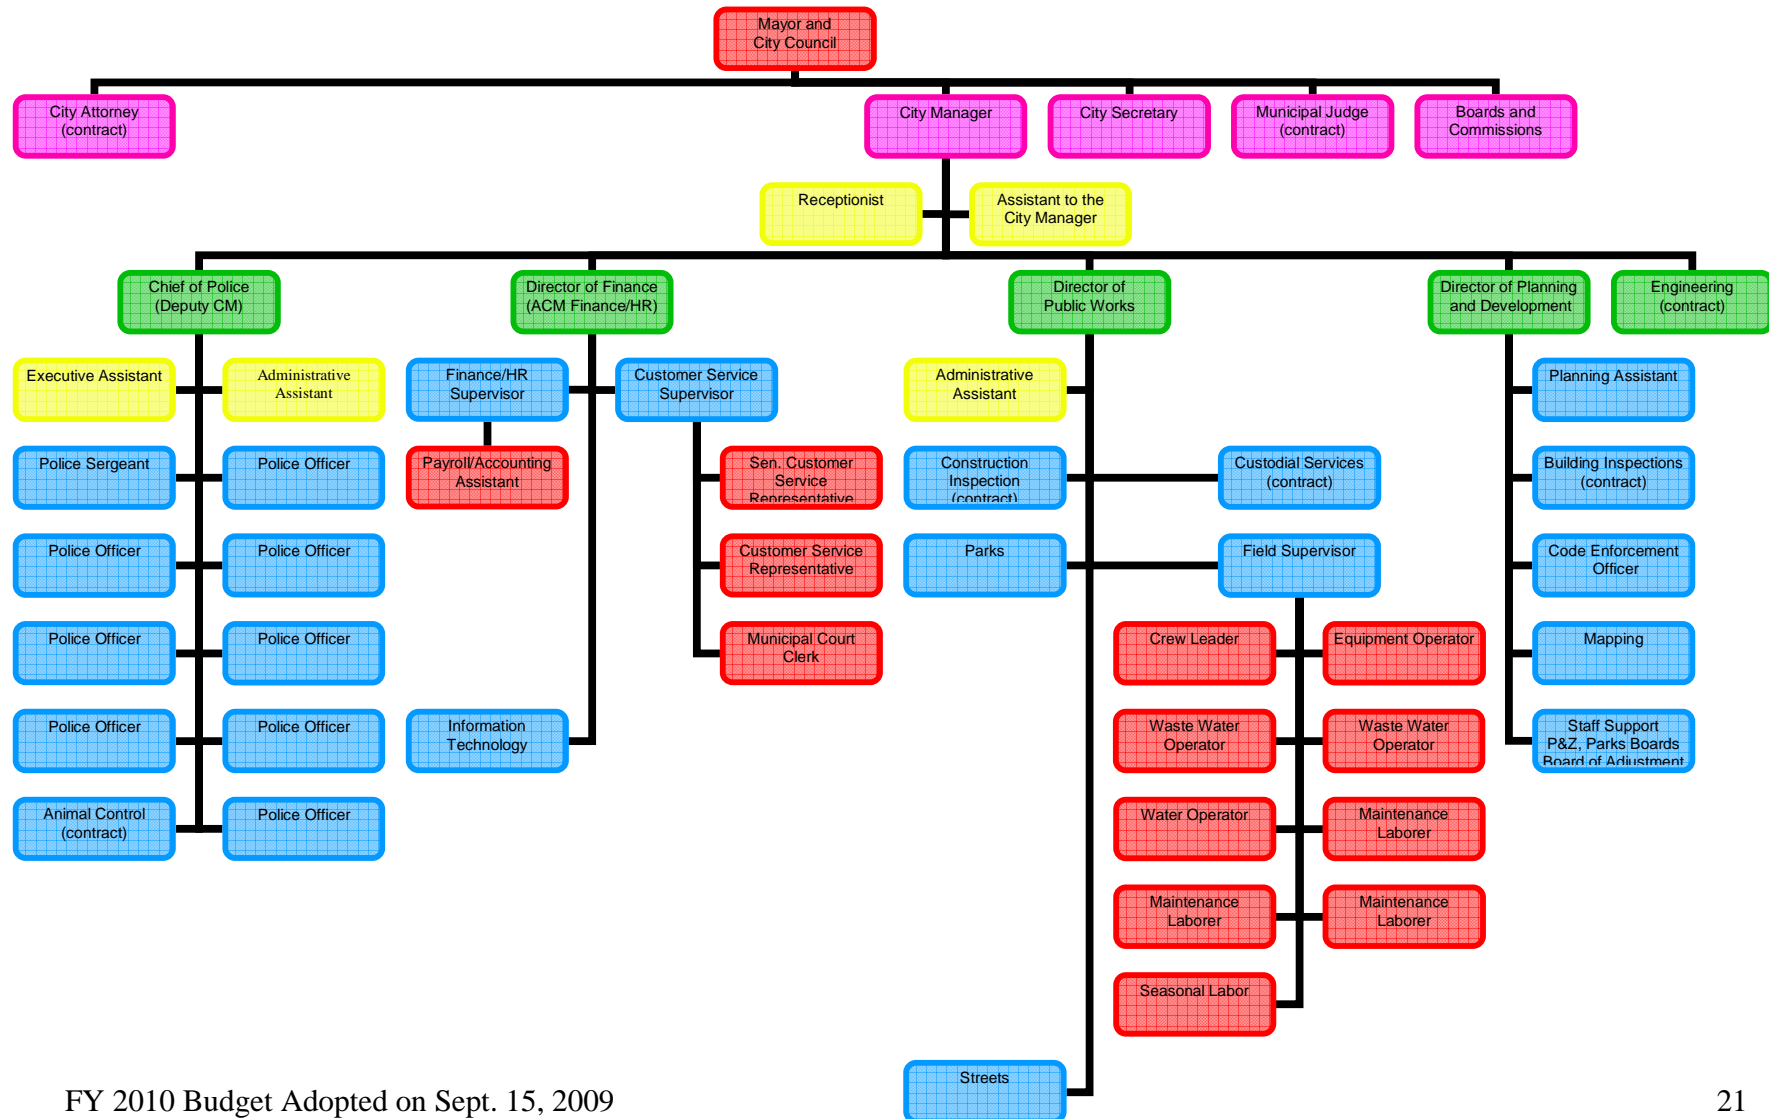 Mayor and
City Council
City Attorney
(contract)
City Manager
City Secretary
Municipal Judge
(contract)
Boards and
Commissions
Receptionist
Assistant to the
City Manager
Chief of Police
(Deputy CM)
Director of Finance
(ACM Finance/HR)
Director of
Public Works
Director of Planning
and Development
Engineering
(contract)
Executive Assistant
Administrative
Assistant
Finance/HR
Supervisor
Customer Service
Supervisor
Administrative
Assistant
Planning Assistant
Police Sergeant
Police Officer
Payroll/Accounting
Assistant
Sen. Customer
Service
Representative
Construction
Inspection
(contract)
Custodial Services
(contract)
Building Inspections
(contract)
Police Officer
Police Officer
Customer Service
Representative
Parks
Field Supervisor
Code Enforcement
Officer
Police Officer
Police Officer
Municipal Court
Clerk
Crew Leader
Equipment Operator
Mapping
Police Officer
Police Officer
Information
Technology
Waste Water
Operator
Waste Water
Operator
Staff Support
P&Z, Parks Boards
Board of Adjustment
Animal Control
(contract)
Police Officer
Water Operator
Maintenance
Laborer
Maintenance
Laborer
Maintenance
Laborer
Seasonal Labor
Streets
FY 2010 Budget Adopted on Sept. 15, 2009
21